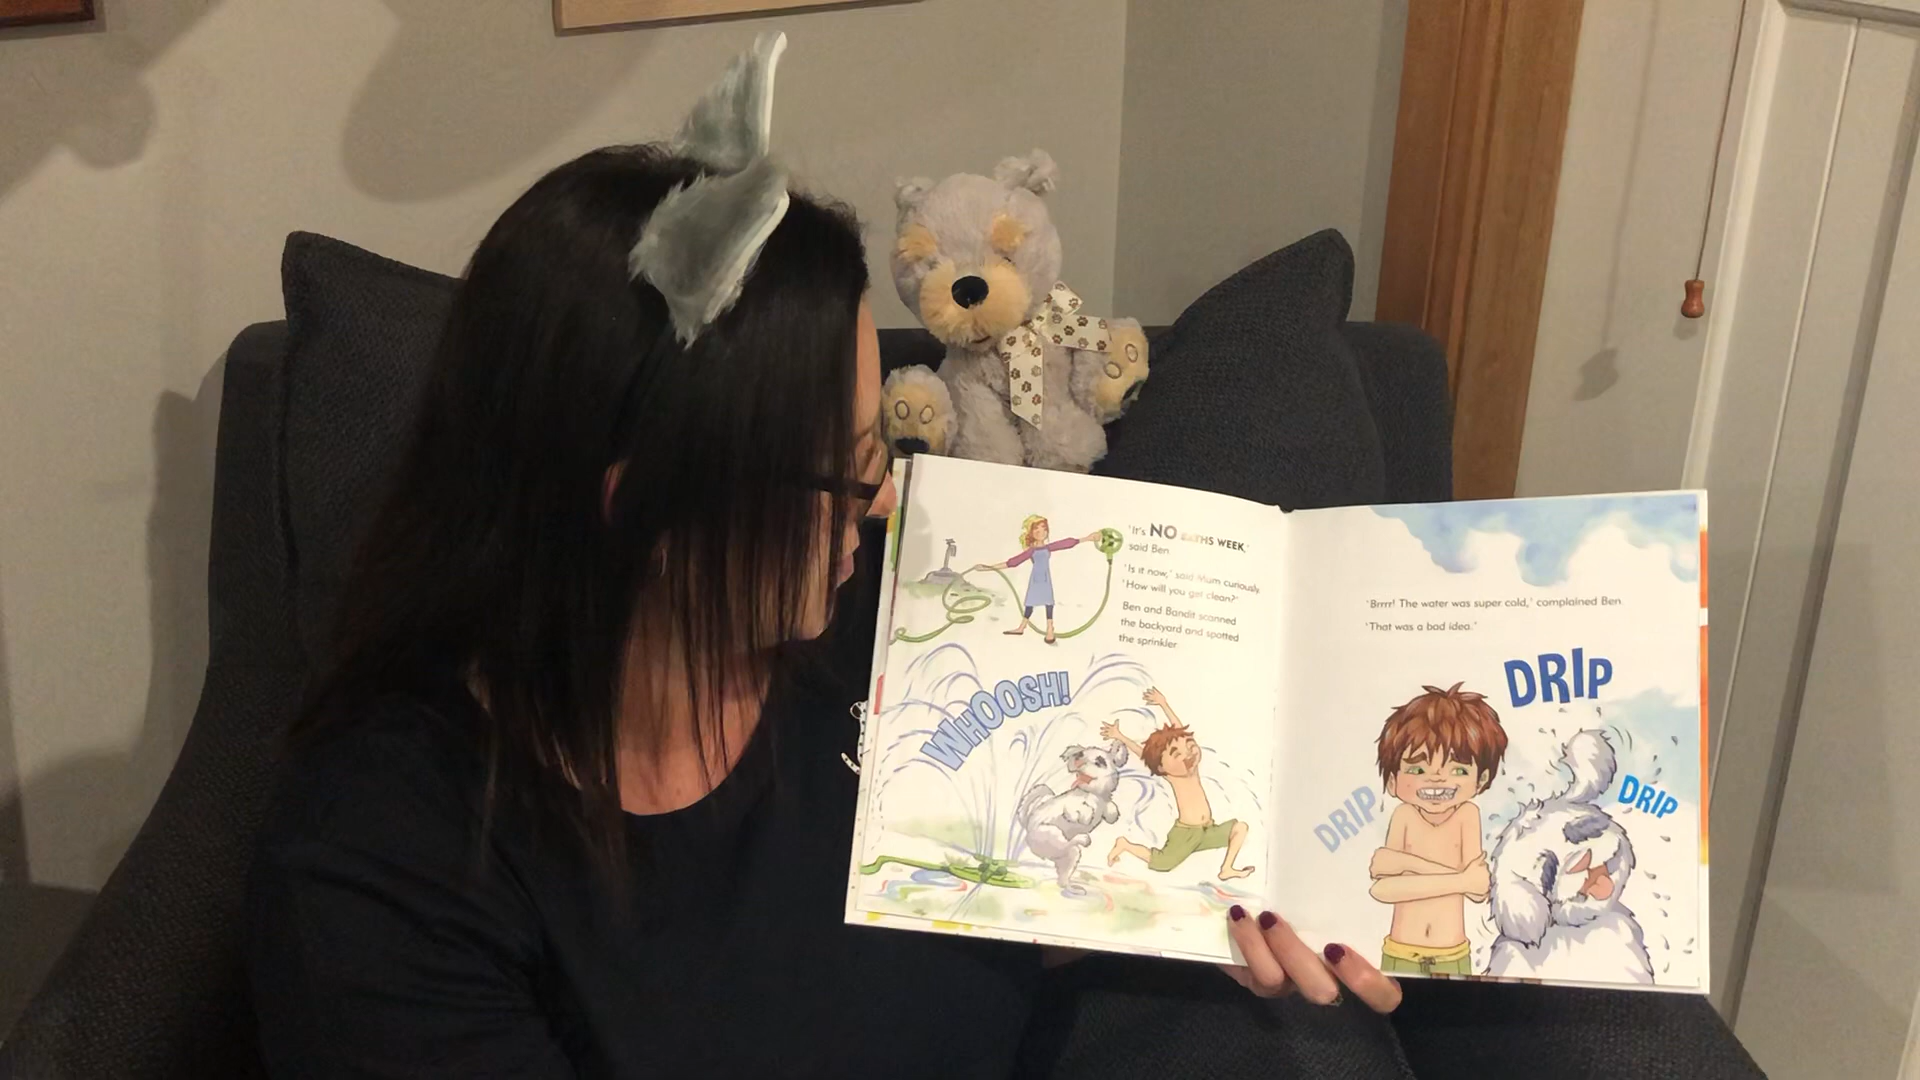 'It's NO BATHS WEEK,'
said Ben
'Is it now,' said Mum curiously.
'How will you get clean?'
Ben and Bandit scanned
the backyard and spotted
the sprinkler
WHOOSH!
'Brrrr! The water was super cold,' complained Ben
'That was a bad idea.'
DRIP
DRIP
DRIP